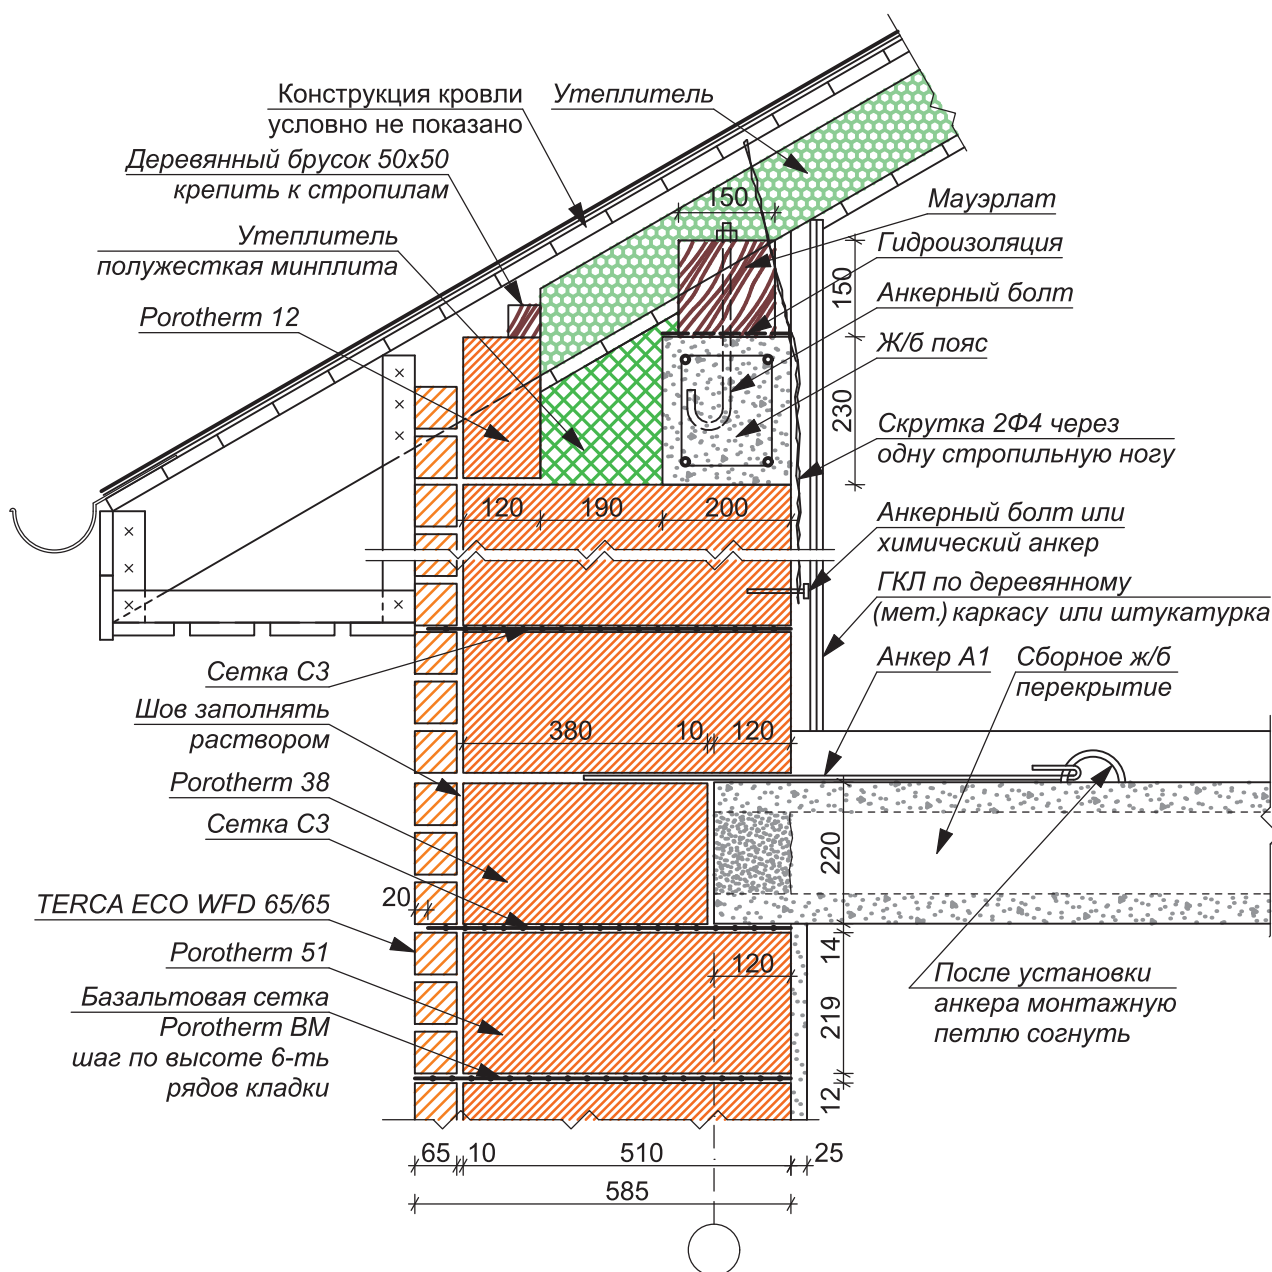 Конструкция кровли
условно не показано
Утеплитель
Деревянный брусок 50х50
крепить к стропилам
Утеплитель
полужесткая минплита
Porotherm 12
150
Мауэрлат
Гидроизоляция
150
Анкерный болт
Ж/б пояс
230
Скрутка 2Ф4 через
одну стропильную ногу
120
190
200
Анкерный болт или
химический анкер
ГКЛ по деревянному
(мет.) каркасу или штукатурка
Сетка С3
Анкер А1
Сборное ж/б
перекрытие
Шов заполнять
раствором
380
10
120
Porotherm 38
Сетка С3
220
20
TERCA ECO WFD 65/65
Porotherm 51
14
120
После установки
анкера монтажную
петлю согнуть
Базальтовая сетка
Porotherm BM
шаг по высоте 6-ть
рядов кладки
219
12
65
10
510
25
585